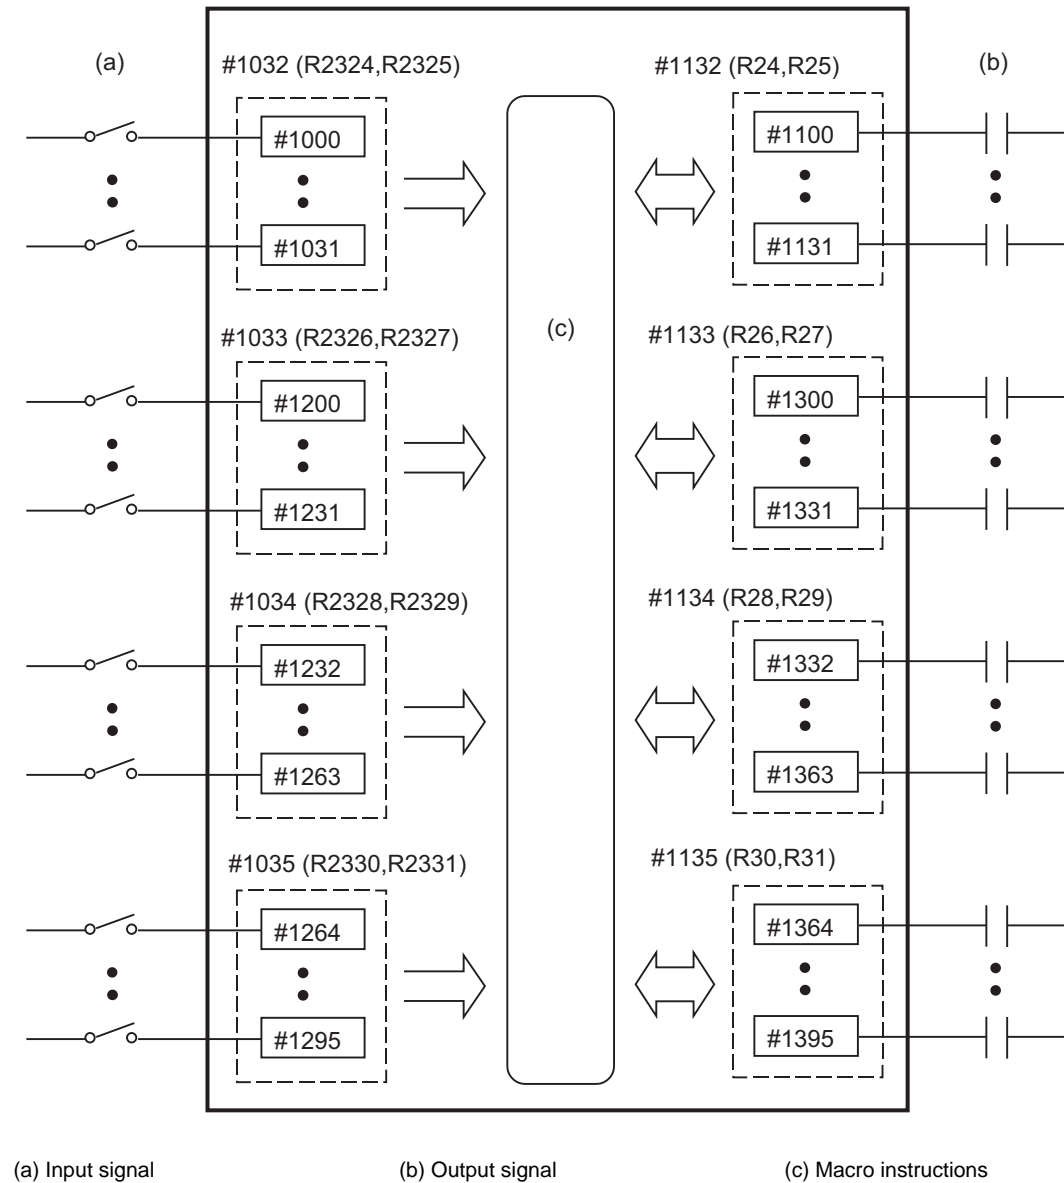 (a)
#1032 (R2324,R2325)
#1132 (R24,R25)
(b)
#1000
#1100
#1031
#1131
#1033 (R2326,R2327)
(c)
#1133 (R26,R27)
#1200
#1300
#1231
#1331
#1034 (R2328,R2329)
#1134 (R28,R29)
#1232
#1332
#1263
#1363
#1035 (R2330,R2331)
#1135 (R30,R31)
#1264
#1364
#1295
#1395
(a) Input signal
(b) Output signal
(c) Macro instructions